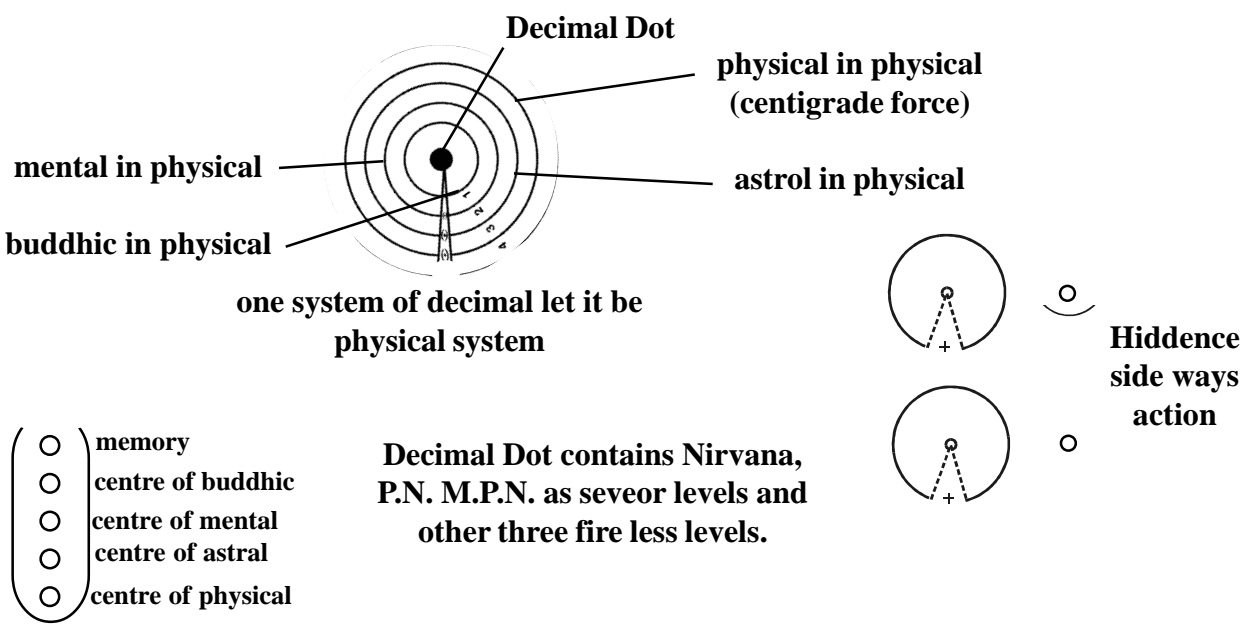 Decimal Dot
physical in physical
(centigrade force)
mental in physical
astrol in physical
buddhic in physical
1
2
3
4
one system of decimal let it be
physical system
+
Hiddence
side ways
action
+
memory
centre of buddhic
centre of mental
centre of astral
centre of physical
Decimal Dot contains Nirvana,
P.N. M.P.N. as seveor levels and
other three fire less levels.